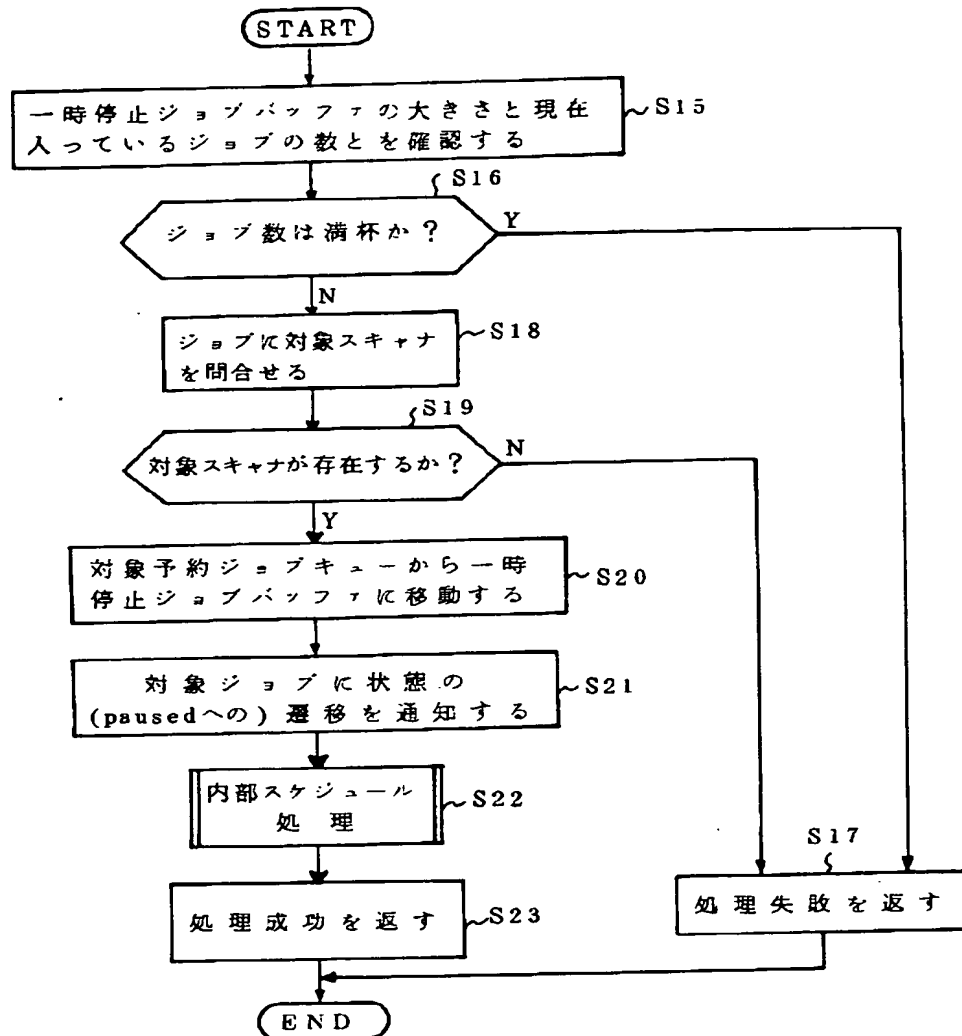 START
一時停止ジョブバッファの大きさと現在
入っているジョブの数とを確認する
S15
S16
ジョブ数は満杯か？
Y
N
ジョブに対象スキャナ
を問合せる
S18
S19
対象スキャナが存在するか？
N
Y
対象予約ジョブキューから一時
停止ジョブバッファに移動する
S20
対象ジョブに状態の
(pausedへの) 遷移を通知する
S21
内部スケジュール
処理
S22
S17
処理失敗を返す
処理成功を返す
S23
END